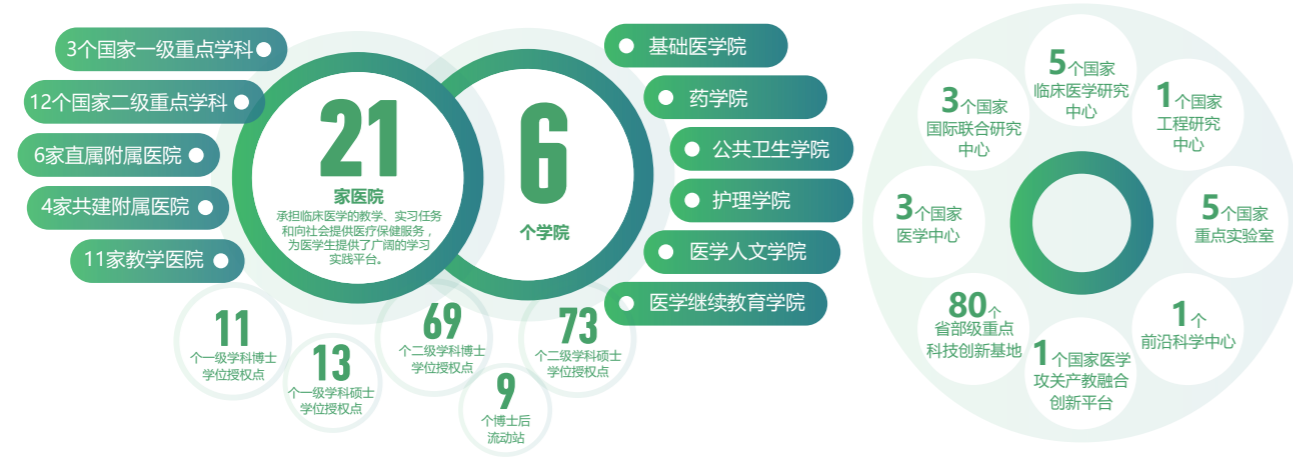 3个国家一级重点学科
12个国家二级重点学科
6家直属附属医院
4家共建附属医院
11家教学医院
21
家医院
承担临床医学的教学、实习任务
和向社会提供医疗保健服务，
为医学生提供了广阔的学习
实践平台。
6
个学院
基础医学院
药学院
公共卫生学院
护理学院
医学人文学院
医学继续教育学院
11
个一级学科博士
学位授权点
13
个一级学科硕士
学位授权点
69
个二级学科博士
学位授权点
9
个博士后
流动站
73
个二级学科硕士
学位授权点
5个国家
临床医学研究
中心
1个国家
工程研究
中心
5个国家
重点实验室
1个
前沿科学中心
1个国家医学
攻关产教融合
创新平台
80个
省部级重点
科技创新基地
3个国家
医学中心
3个国家
国际联合研究
中心